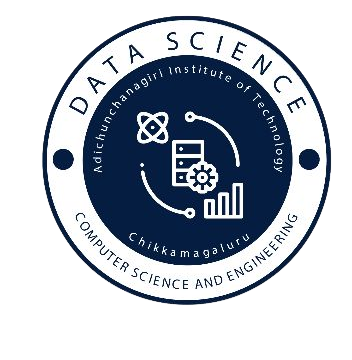 DATA SCIENCE
Adichunchanagiri Institute of Technology
Chikkamagaluru
COMPUTER SCIENCE AND ENGINEERING